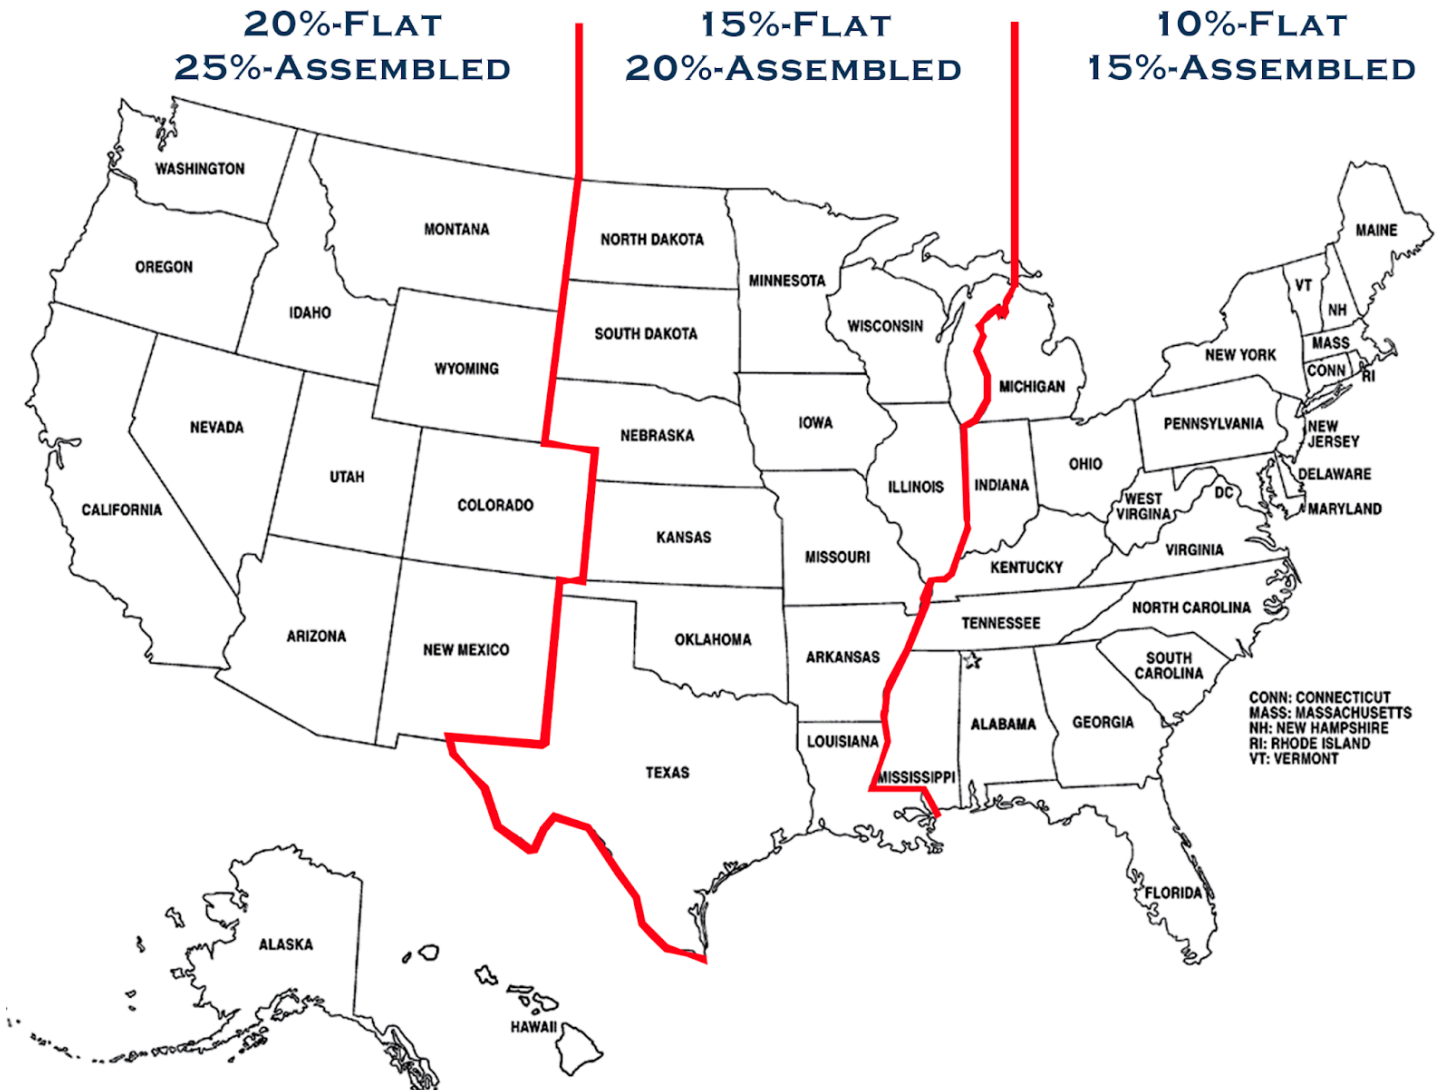 20%-FLAT
25%-ASSEMBLED
15%-FLAT
20%-ASSEMBLED
10%-FLAT
15%-ASSEMBLED
WASHINGTON
OREGON
MONTANA
IDAHO
WYOMING
NEVADA
UTAH
COLORADO
CALIFORNIA
ARIZONA
NEW MEXICO
ALASKA
HAWAII
NORTH DAKOTA
SOUTH DAKOTA
NEBRASKA
KANSAS
OKLAHOMA
TEXAS
MINNESOTA
WISCONSIN
IOWA
ILLINOIS
MISSOURI
ARKANSAS
LOUISIANA
MICHIGAN
INDIANA
OHIO
KENTUCKY
TENNESSEE
MISSISSIPPI
ALABAMA
GEORGIA
FLORIDA
SOUTH
CAROLINA
NORTH CAROLINA
VIRGINIA
WEST
VIRGINIA
DC
PENNSYLVANIA
NEW YORK
VT
NH
MAINE
MASS
CONN
RI
NEW
JERSEY
DELAWARE
MARYLAND
CONN: CONNECTICUT
MASS: MASSACHUSETTS
NH: NEW HAMPSHIRE
RI: RHODE ISLAND
VT: VERMONT